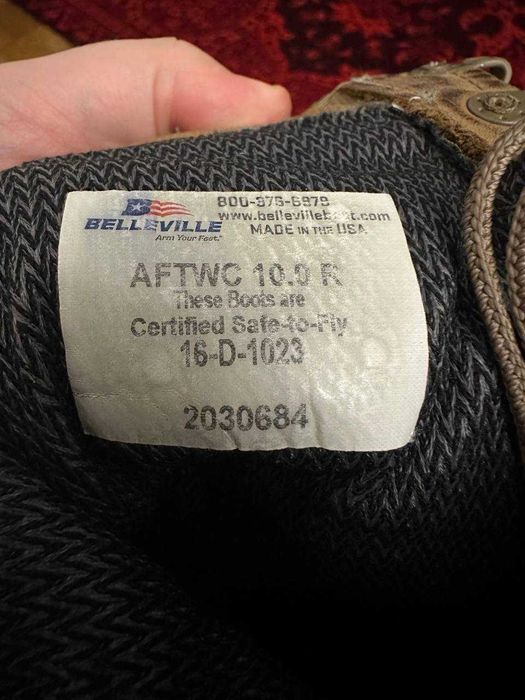 B
800-376-6978
BELLEVILLE
www.bellevilleboot.com
Arm Your Feet.®
MADE IN THE USA
AFTWC 10.0 R
These Boots are
Certified Safe-to-Fly
16-D-1023
2030684